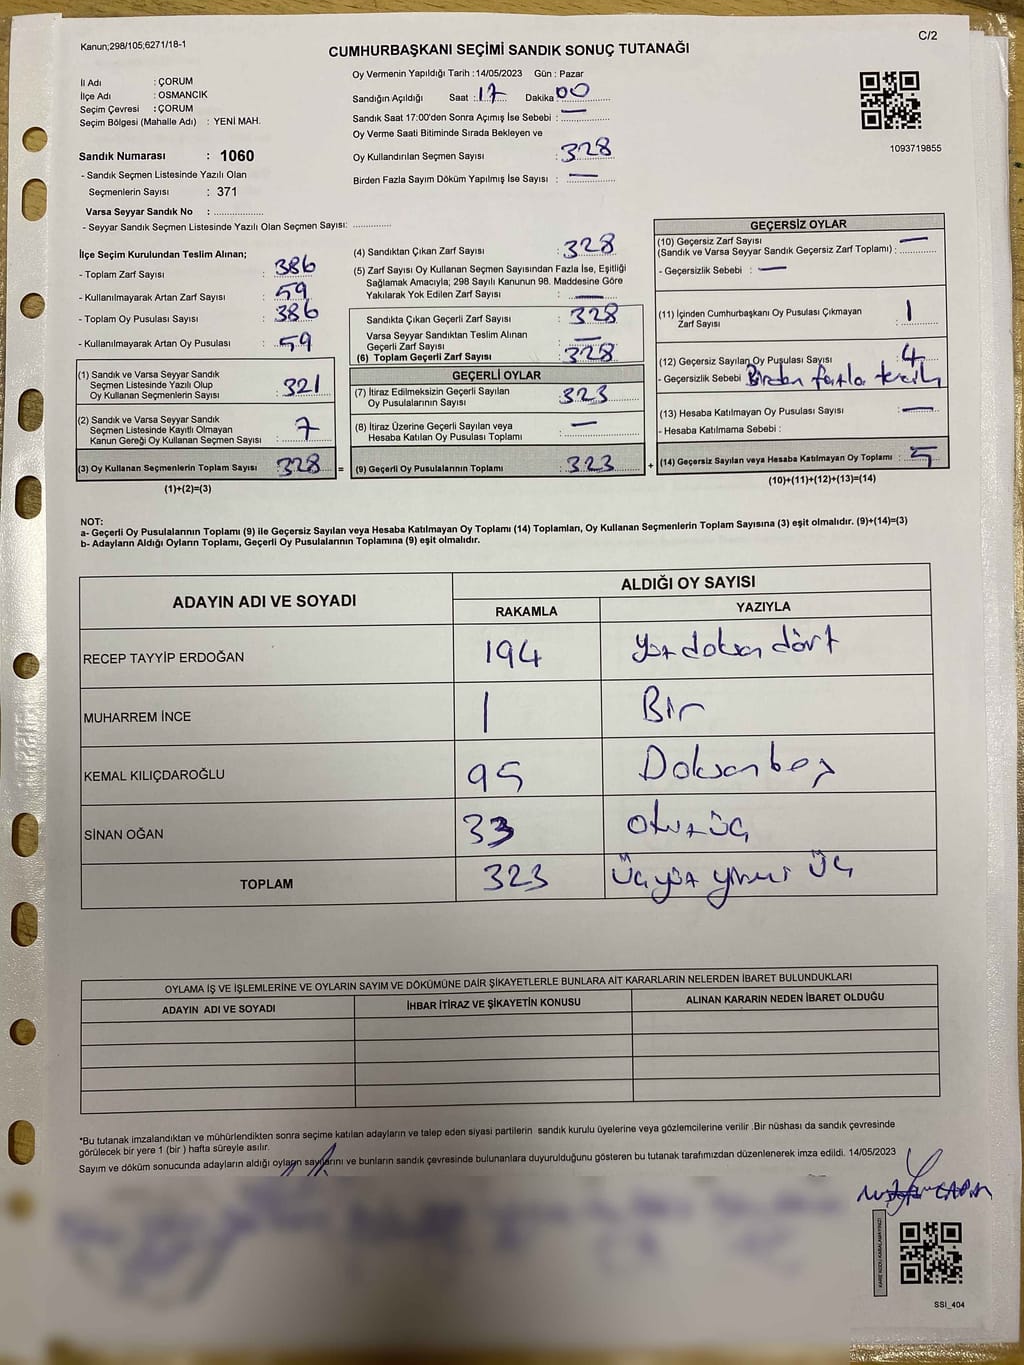 Kanun;298/105;6271/18-1
C/2
CUMHURBAŞKANI SEÇİMİ SANDIK SONUÇ TUTANAĞI
İl Adı : ÇORUM
İlçe Adı : OSMANCIK
Seçim Çevresi : ÇORUM
Seçim Bölgesi (Mahalle Adı) : YENİ MAH.
Sandık Numarası : 1060
- Sandık Seçmen Listesinde Yazılı Olan
Seçmenlerin Sayısı : 371
Varsa Seyyar Sandık No : ..................
- Seyyar Sandık Seçmen Listesinde Yazılı Olan Seçmen Sayısı: ..............
Oy Vermenin Yapıldığı Tarih : 14/05/2023 Gün : Pazar
Sandığın Açıldığı Saat : 17 Dakika 00
Sandık Saat 17:00'den Sonra Açımış İse Sebebi : —
Oy Verme Saati Bitiminde Sırada Bekleyen ve
Oy Kullandırılan Seçmen Sayısı : 328
Birden Fazla Sayım Döküm Yapılmış İse Sayısı : —
1093719855
İlçe Seçim Kurulundan Teslim Alınan;
- Toplam Zarf Sayısı : 386
- Kullanılmayarak Artan Zarf Sayısı : 59
- Toplam Oy Pusulası Sayısı : 386
- Kullanılmayarak Artan Oy Pusulası : 59
(1) Sandık ve Varsa Seyyar Sandık
Seçmen Listesinde Yazılı Olup
Oy Kullanan Seçmenlerin Sayısı : 321
(2) Sandık ve Varsa Seyyar Sandık
Seçmen Listesinde Kayıtlı Olmayan
Kanun Gereği Oy Kullanan Seçmen Sayısı : 7
(3) Oy Kullanan Seçmenlerin Toplam Sayısı : 328 =
(1)+(2)=(3)
(4) Sandıktan Çıkan Zarf Sayısı : 328
(5) Zarf Sayısı Oy Kullanan Seçmen Sayısından Fazla İse, Eşitliği
Sağlamak Amacıyla; 298 Sayılı Kanunun 98. Maddesine Göre
Yakılarak Yok Edilen Zarf Sayısı : —
Sandıkta Çıkan Geçerli Zarf Sayısı : 328
Varsa Seyyar Sandıktan Teslim Alınan
Geçerli Zarf Sayısı : —
(6) Toplam Geçerli Zarf Sayısı : 328
GEÇERLİ OYLAR
(7) İtiraz Edilmeksizin Geçerli Sayılan
Oy Pusulalarının Sayısı : 323
(8) İtiraz Üzerine Geçerli Sayılan veya
Hesaba Katılan Oy Pusulası Toplamı : —
(9) Geçerli Oy Pusulalarının Toplamı : 323 +
GEÇERSİZ OYLAR
(10) Geçersiz Zarf Sayısı
(Sandık ve Varsa Seyyar Sandık Geçersiz Zarf Toplamı) : —
- Geçersizlik Sebebi : —
(11) İçinden Cumhurbaşkanı Oy Pusulası Çıkmayan
Zarf Sayısı : 1
(12) Geçersiz Sayılan Oy Pusulası Sayısı : 4
- Geçersizlik Sebebi Birden fazla tercih
(13) Hesaba Katılmayan Oy Pusulası Sayısı : —
- Hesaba Katılmama Sebebi :
(14) Geçersiz Sayılan veya Hesaba Katılmayan Oy Toplamı : 5
(10)+(11)+(12)+(13)=(14)
NOT:
a- Geçerli Oy Pusulalarının Toplamı (9) ile Geçersiz Sayılan veya Hesaba Katılmayan Oy Toplamı (14) Toplamları, Oy Kullanan Seçmenlerin Toplam Sayısına (3) eşit olmalıdır. (9)+(14)=(3)
b- Adayların Aldığı Oyların Toplamı, Geçerli Oy Pusulalarının Toplamına (9) eşit olmalıdır.
ADAYIN ADI VE SOYADI ALDIĞI OY SAYISI
RAKAMLA YAZIYLA
RECEP TAYYİP ERDOĞAN 194 yüz doksan dört
MUHARREM İNCE 1 Bir
KEMAL KILIÇDAROĞLU 95 Doksanbeş
SİNAN OĞAN 33 otuzüç
TOPLAM 323 Üçyüz yirmi üç
OYLAMA İŞ VE İŞLEMLERİNE VE OYLARIN SAYIM VE DÖKÜMÜNE DAİR ŞİKAYETLERLE BUNLARA AİT KARARLARIN NELERDEN İBARET BULUNDUKLARI
ADAYIN ADI VE SOYADI İHBAR İTİRAZ VE ŞİKAYETİN KONUSU ALINAN KARARIN NEDEN İBARET OLDUĞU
*Bu tutanak imzalandıktan ve mühürlendikten sonra seçime katılan adayların ve talep eden siyasi partilerin sandık kurulu üyelerine veya gözlemcilerine verilir .Bir nüshası da sandık çevresinde
görülecek bir yere 1 (bir ) hafta süreyle asılır.
Sayım ve döküm sonucunda adayların aldığı oyların sayılarını ve bunların sandık çevresinde bulunanlara duyurulduğunu gösteren bu tutanak tarafımızdan düzenlenerek imza edildi. 14/05/2023
KARE KODU KARALAMAYINIZ!
SSI_404